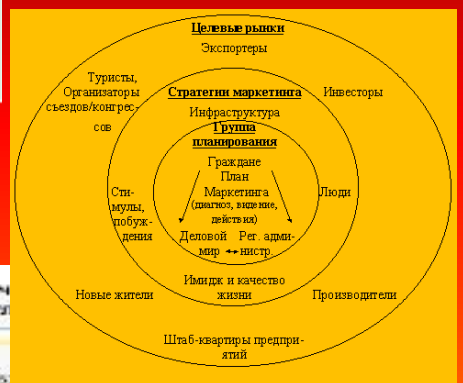 Целевые рынки
Экспортеры
Туристы,
Организаторы
съездов/конгрес-
сов
Стратегии маркетинга
Инвесторы
Инфраструктура
Группа
планирования
Граждане
План
Маркетинга
(диагноз, видение,
действия)
Сти-
мулы,
побуж-
дения
Люди
Деловой Рег. адми-
мир нистр.
Имидж и качество
жизни
Новые жители
Производители
Штаб-квартиры предпри-
ятий